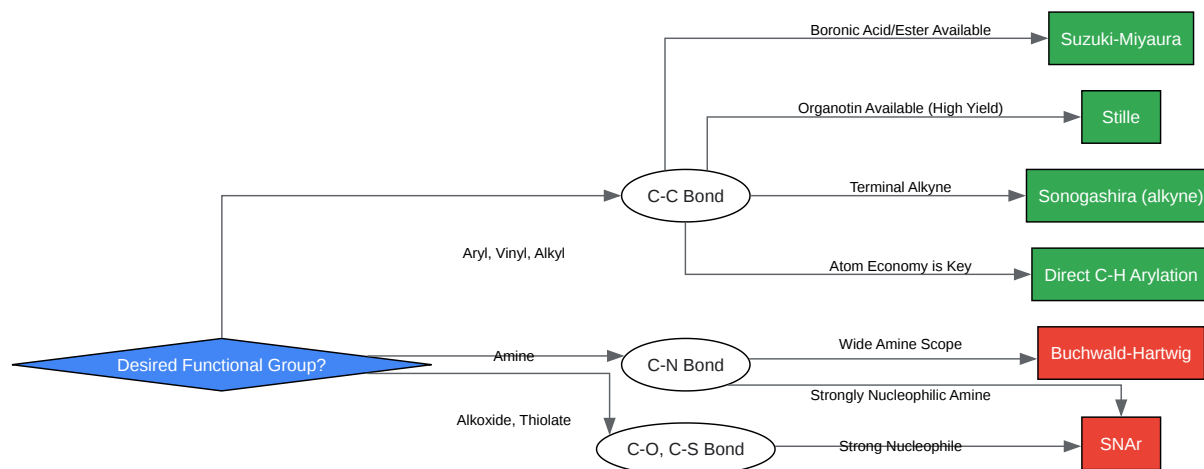 Boronic Acid/Ester Available
Suzuki-Miyaura
Organotin Available (High Yield)
Stille
C-C Bond
Terminal Alkyne
Sonogashira (alkyne)
Aryl, Vinyl, Alkyl
Atom Economy is Key
Direct C-H Arylation
Desired Functional Group?
Amine
C-N Bond
Wide Amine Scope
Buchwald-Hartwig
Strongly Nucleophilic Amine
Alkoxide, Thiolate
C-O, C-S Bond
Strong Nucleophile
SNAr